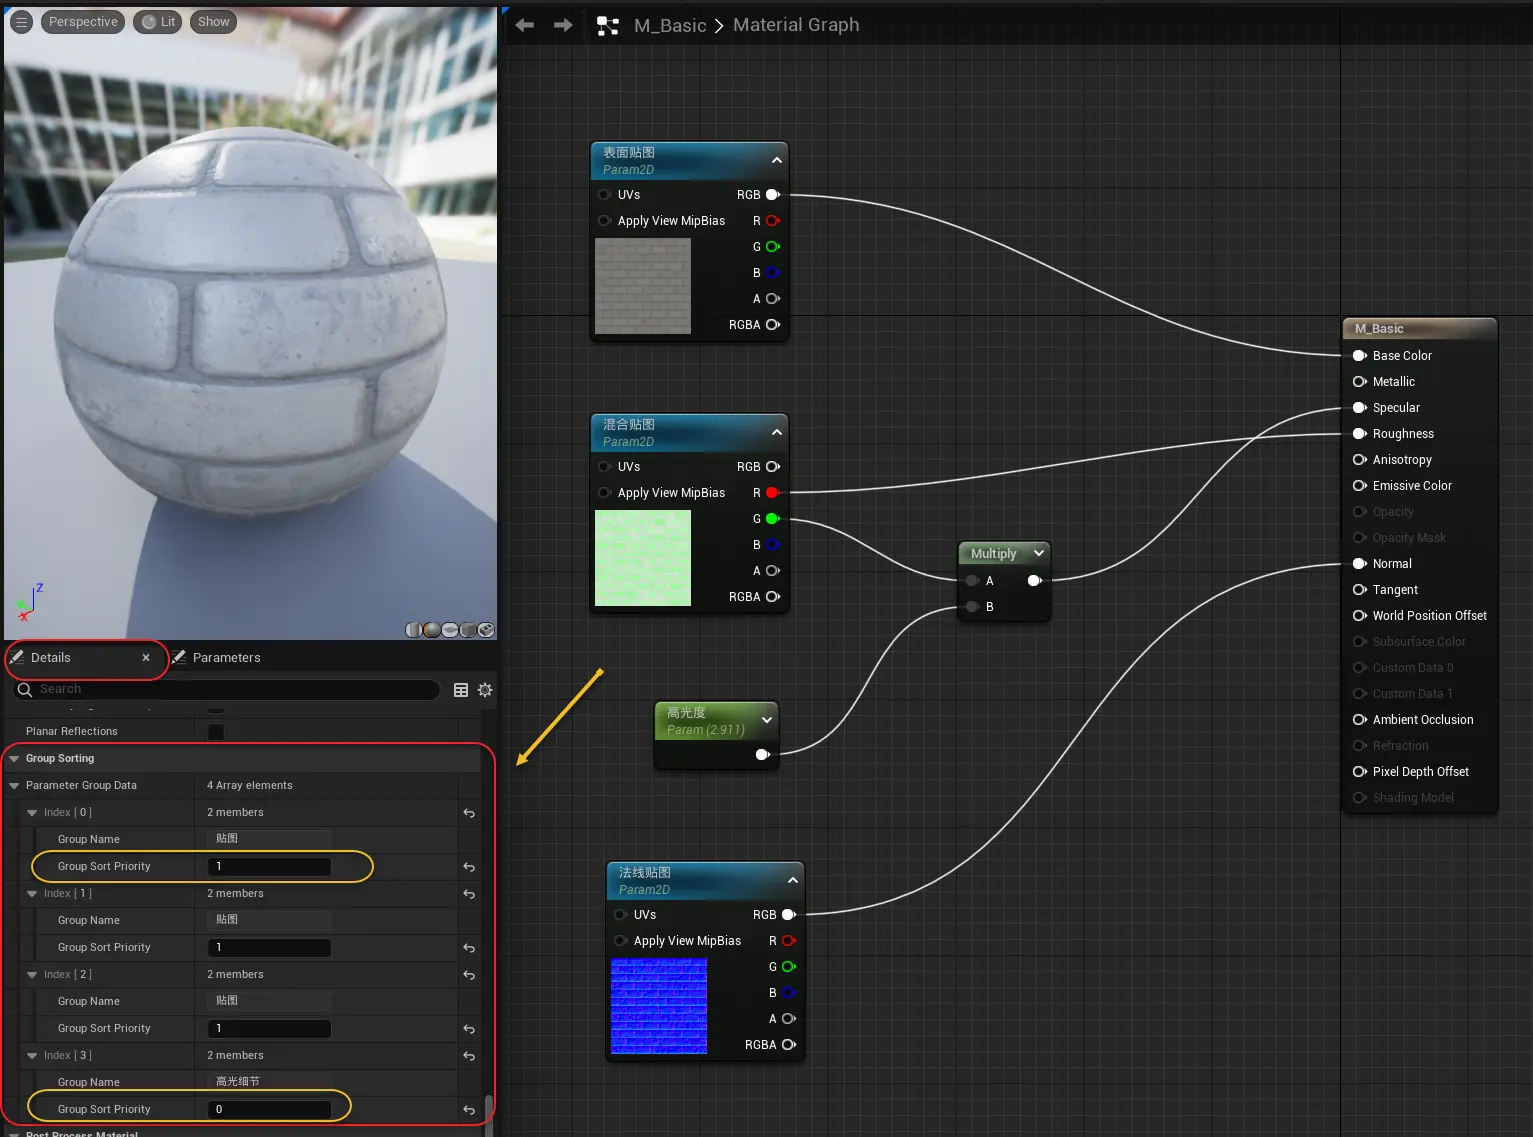 Perspective
Lit
Show
M_Basic > Material Graph
表面贴图
Param2D
UVs
RGB
Apply View MipBias
R
G
B
A
RGBA
混合贴图
Param2D
UVs
RGB
Apply View MipBias
R
G
B
A
RGBA
Multiply
A
B
高光度
Param (2.911)
法线贴图
Param2D
UVs
RGB
Apply View MipBias
R
G
B
A
RGBA
M_Basic
Base Color
Metallic
Specular
Roughness
Anisotropy
Emissive Color
Opacity
Opacity Mask
Normal
Tangent
World Position Offset
Subsurface Color
Custom Data 0
Custom Data 1
Ambient Occlusion
Refraction
Pixel Depth Offset
Shading Model
Z
X
Details
Parameters
Search
Planar Reflections
Group Sorting
Parameter Group Data 4 Array elements
Index [ 0 ] 2 members
Group Name 贴图
Group Sort Priority 1
Index [ 1 ] 2 members
Group Name 贴图
Group Sort Priority 1
Index [ 2 ] 2 members
Group Name 贴图
Group Sort Priority 1
Index [ 3 ] 2 members
Group Name 高光细节
Group Sort Priority 0
Post Process Material